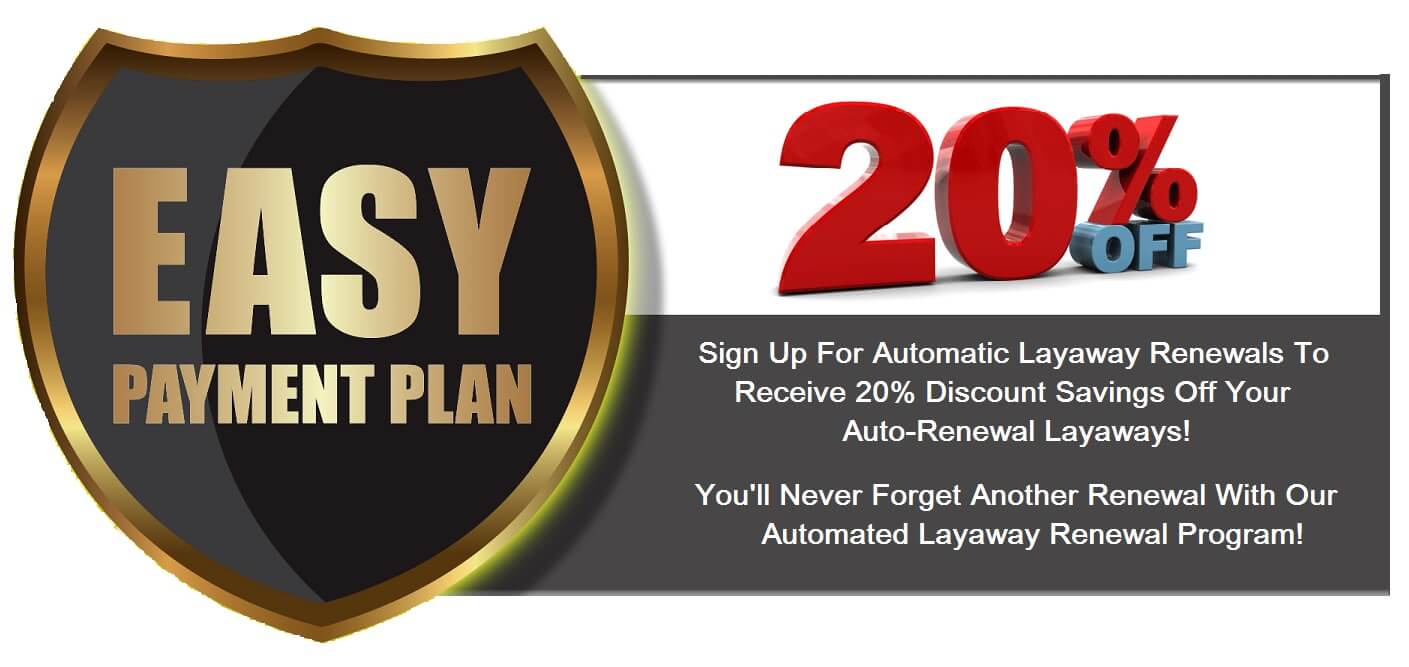 EASY
PAYMENT PLAN
20%
OFF
Sign Up For Automatic Layaway Renewals To
Receive 20% Discount Savings Off Your
Auto-Renewal Layaways!
You'll Never Forget Another Renewal With Our
Automated Layaway Renewal Program!